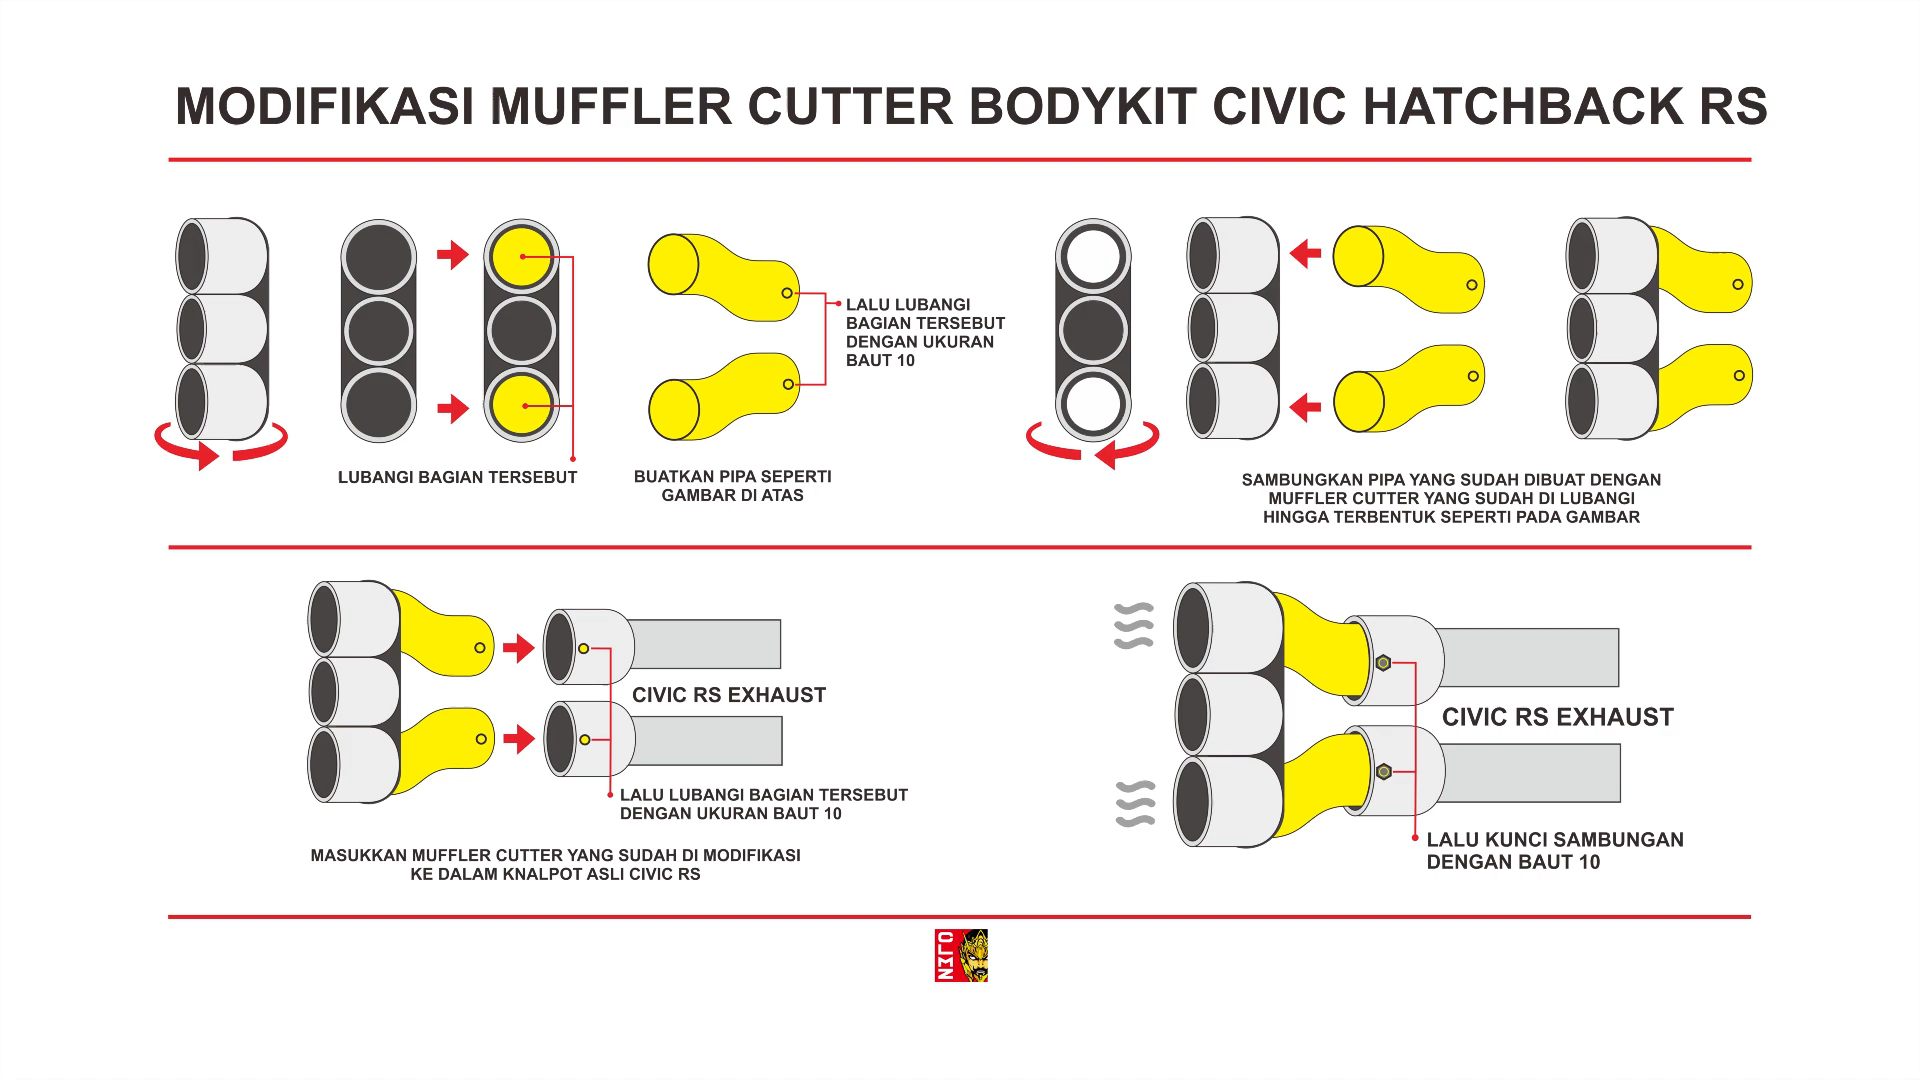 MODIFIKASI MUFFLER CUTTER BODYKIT CIVIC HATCHBACK RS
LUBANGI BAGIAN TERSEBUT
BUATKAN PIPA SEPERTI
GAMBAR DI ATAS
LALU LUBANGI
BAGIAN TERSEBUT
DENGAN UKURAN
BAUT 10
SAMBUNGKAN PIPA YANG SUDAH DIBUAT DENGAN
MUFFLER CUTTER YANG SUDAH DI LUBANGI
HINGGA TERBENTUK SEPERTI PADA GAMBAR
CIVIC RS EXHAUST
LALU LUBANGI BAGIAN TERSEBUT
DENGAN UKURAN BAUT 10
MASUKKAN MUFFLER CUTTER YANG SUDAH DI MODIFIKASI
KE DALAM KNALPOT ASLI CIVIC RS
CIVIC RS EXHAUST
LALU KUNCI SAMBUNGAN
DENGAN BAUT 10